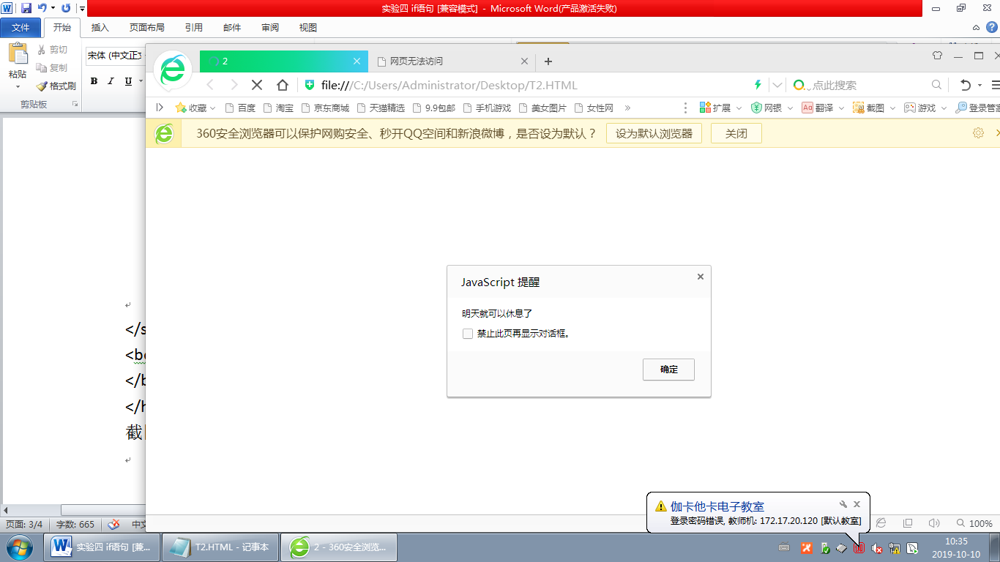 实验四 if语句 [兼容模式] - Microsoft Word(产品激活失败)
文件 开始 插入 页面布局 引用 邮件 审阅 视图
剪切
宋体 (中文正文
复制
粘贴
格式刷
B I U
剪贴板
2 网页无法访问
file:///C:/Users/Administrator/Desktop/T2.HTML 点此搜索
收藏 百度 淘宝 京东商城 天猫精选 9.9包邮 手机游戏 美女图片 女性网 » 扩展 网银 Aa 翻译 截图 游戏 登录管家
360安全浏览器可以保护网购安全、秒开QQ空间和新浪微博，是否设为默认？ 设为默认浏览器 关闭
JavaScript 提醒
明天就可以休息了
禁止此页再显示对话框。
确定
</s
<bo
</b
</h
截
伽卡他卡电子教室
登录密码错误, 教师机: 172.17.20.120 [默认教室]
页面: 3/4 字数: 665 中文
100%
实验四 if语句 [兼... T2.HTML - 记事本 2 - 360安全浏览...
10:35
2019-10-10